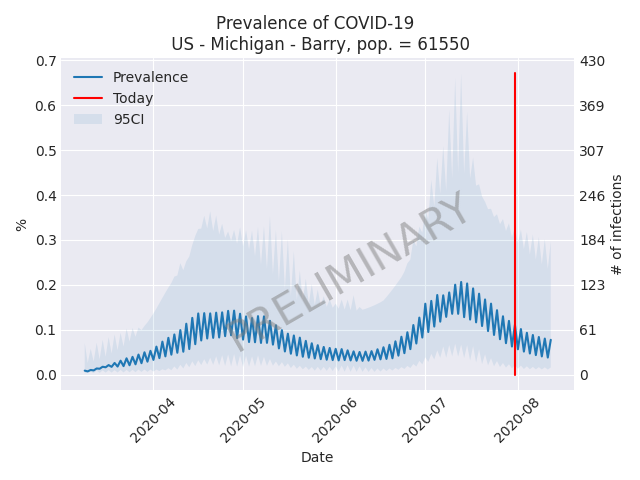 Prevalence of COVID-19
US - Michigan - Barry, pop. = 61550
Prevalence
Today
95CI
0.7
0.6
0.5
0.4
0.3
0.2
0.1
0.0
%
430
369
307
246
184
123
61
0
# of infections
PRELIMINARY
2020-04
2020-05
2020-06
2020-07
2020-08
Date